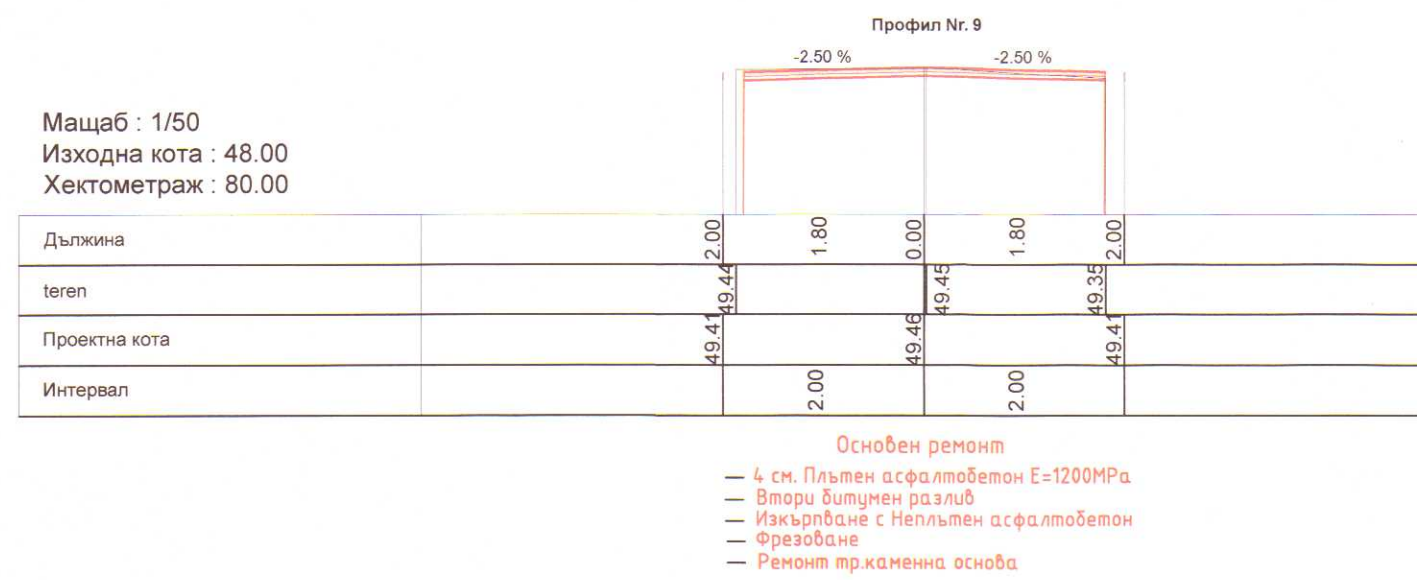 Профил Nr. 9
-2.50 % -2.50 %
Мащаб : 1/50
Изходна кота : 48.00
Хектометраж : 80.00
Дължина 2.00 1.80 0.00 1.80 2.00
teren 49.44 49.45 49.35
Проектна кота 49.41 49.46 49.41
Интервал 2.00 2.00
Основен ремонт
— 4 см. Плътен асфалтобетон E=1200MPa
— Втори битумен разлив
— Изкърпване с Неплътен асфалтобетон
— Фрезоване
— Ремонт тр.каменна основа